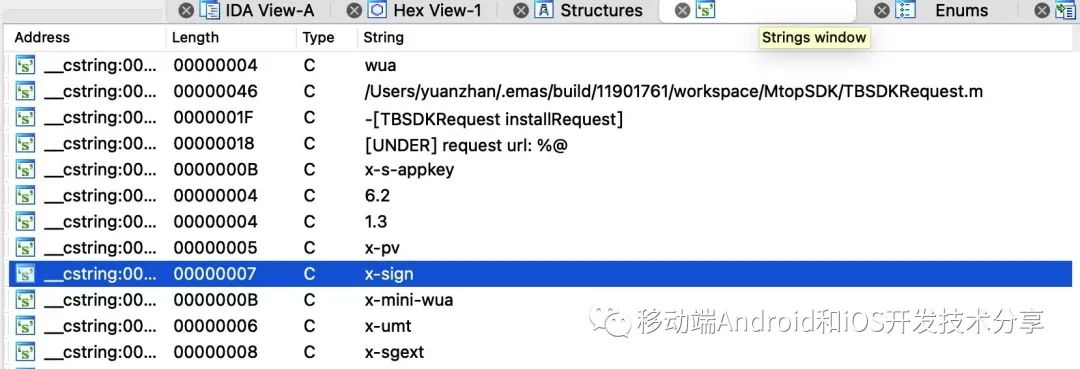 IDA View-A Hex View-1 Structures Enums
Strings window
Address Length Type String
__cstring:00... 00000004 C wua
__cstring:00... 00000046 C /Users/yuanzhan/.emas/build/11901761/workspace/MtopSDK/TBSDKRequest.m
__cstring:00... 0000001F C -[TBSDKRequest installRequest]
__cstring:00... 00000018 C [UNDER] request url: %@
__cstring:00... 0000000B C x-s-appkey
__cstring:00... 00000004 C 6.2
__cstring:00... 00000004 C 1.3
__cstring:00... 00000005 C x-pv
__cstring:00... 00000007 C x-sign
__cstring:00... 0000000B C x-mini-wua
__cstring:00... 00000006 C x-umt
__cstring:00... 00000008 C x-sgext
移动端Android和iOS开发技术分享